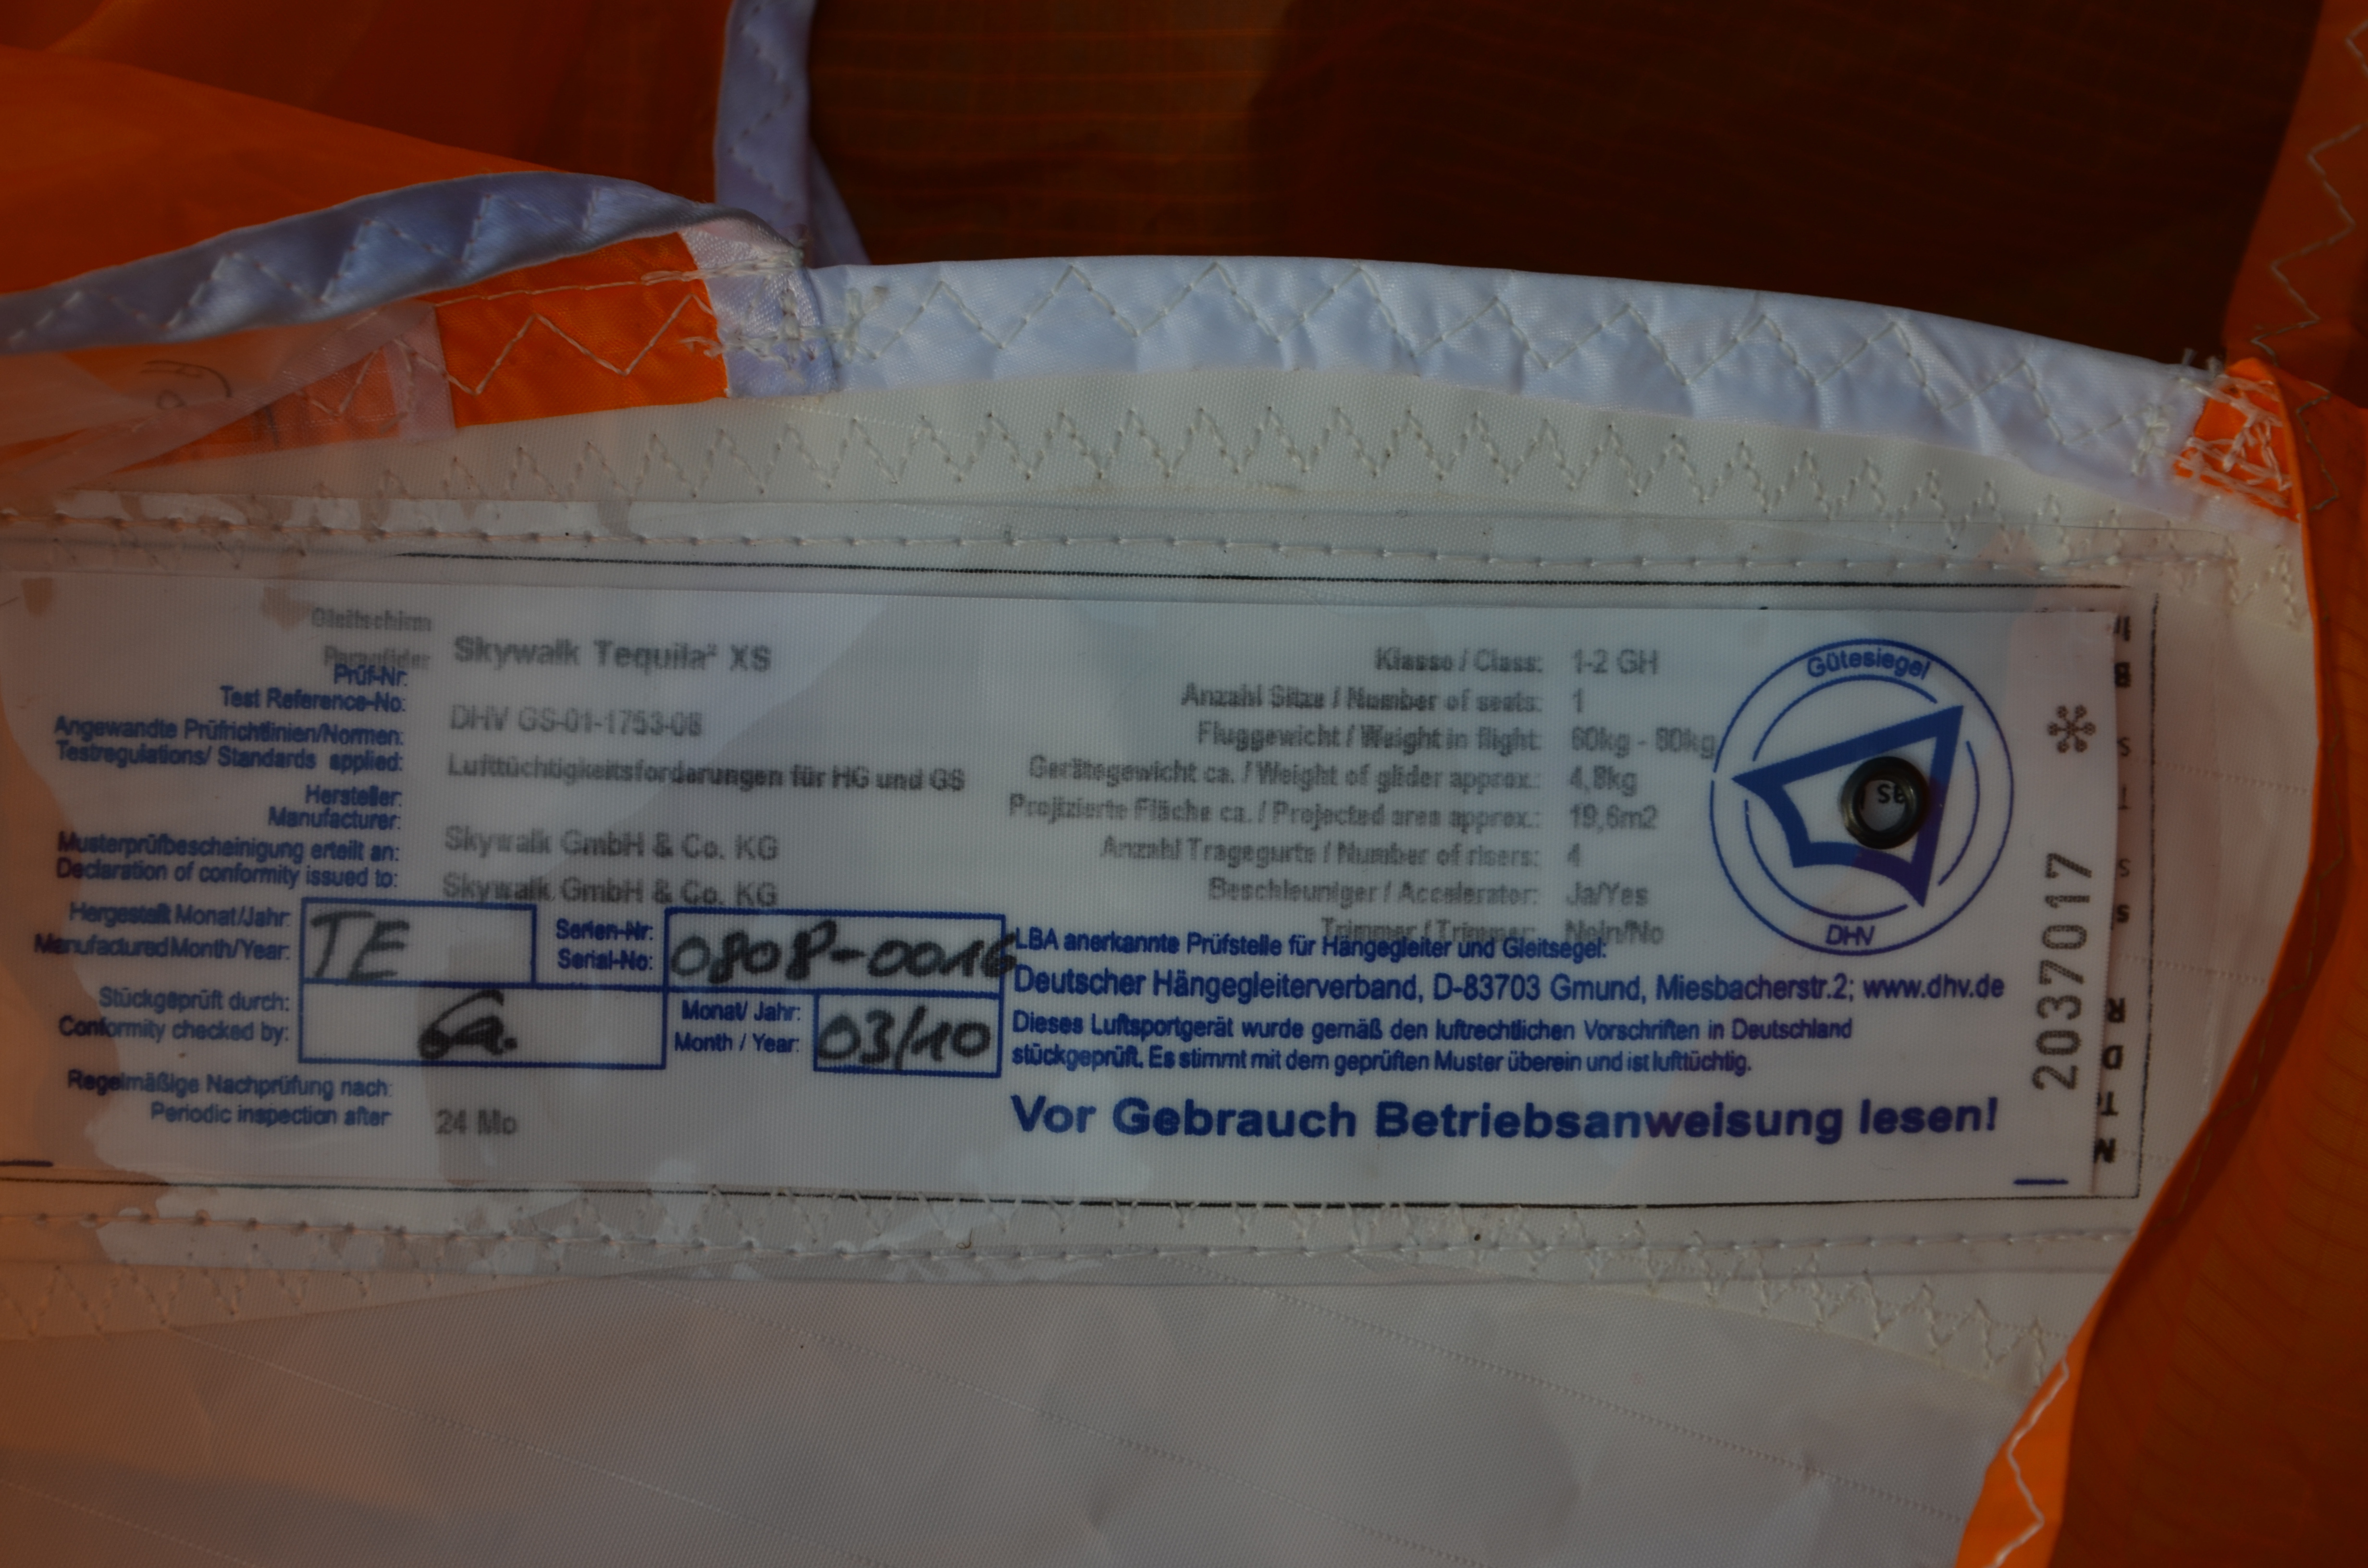 Gleitschirm
Paraglider
Skywalk Tequila² XS
Prüf-Nr:
Test Reference-No:
DHV GS-01-1753-08
Angewandte Prüfrichtlinien/Normen:
Testregulations/ Standards applied:
Lufttüchtigkeitsforderungen für HG und GS
Hersteller:
Manufacturer:
Skywalk GmbH & Co. KG
Musterprüfbescheinigung erteilt an:
Declaration of conformity issued to:
Skywalk GmbH & Co. KG
Hergestellt Monat/Jahr:
Manufactured Month/Year:
TE
Serien-Nr:
Serial-No:
0808-0016
Stückgeprüft durch:
Conformity checked by:
Monat/ Jahr:
Month / Year:
03/10
Regelmäßige Nachprüfung nach:
Periodic inspection after
24 Mo
Klasse / Class: 1-2 GH
Anzahl Sitze / Number of seats: 1
Fluggewicht / Weight in flight: 60kg - 80kg
Gerätegewicht ca. / Weight of glider approx.: 4,8kg
Projizierte Fläche ca. / Projected area approx.: 19,6m2
Anzahl Tragegurte / Number of risers: 4
Beschleuniger / Accelerator: Ja/Yes
Trimmer / Trimmer: Nein/No
LBA anerkannte Prüfstelle für Hängegleiter und Gleitsegel:
Deutscher Hängegleiterverband, D-83703 Gmund, Miesbacherstr.2; www.dhv.de
Dieses Luftsportgerät wurde gemäß den luftrechtlichen Vorschriften in Deutschland
stückgeprüft. Es stimmt mit dem geprüften Muster überein und ist lufttüchtig.
Vor Gebrauch Betriebsanweisung lesen!
Gütesiegel
DHV
2037017 *